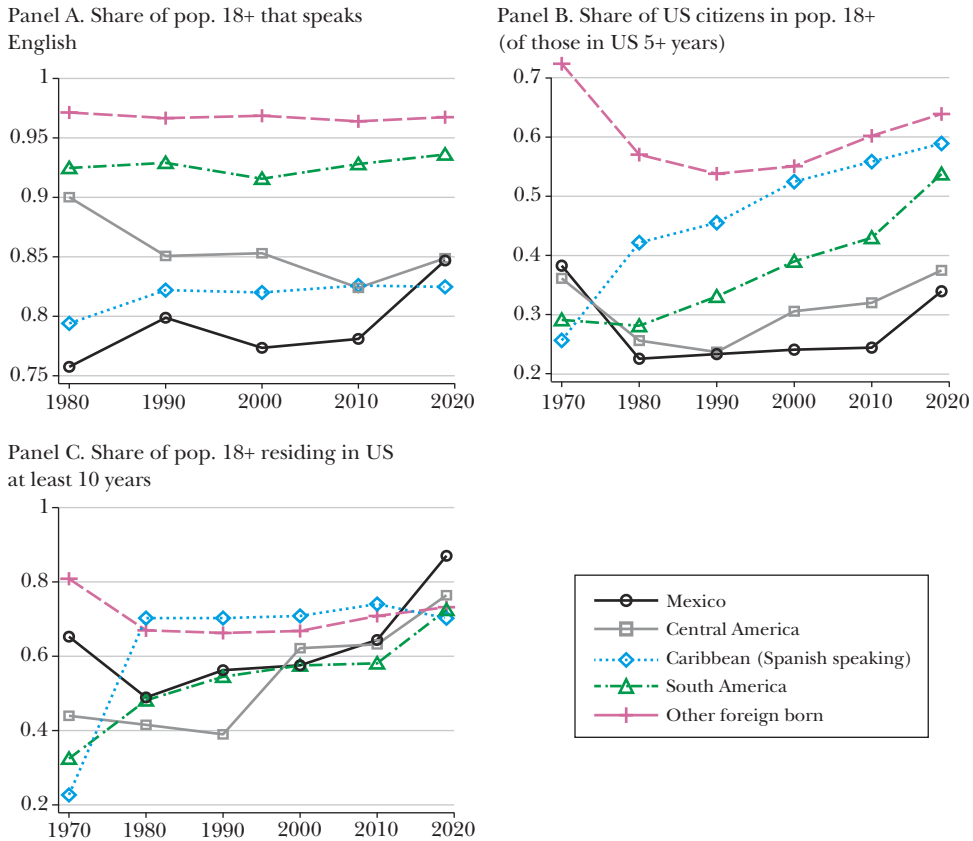 Panel A. Share of pop. 18+ that speaks
English
1
0.95
0.9
0.85
0.8
0.75
1980 1990 2000 2010 2020
Panel B. Share of US citizens in pop. 18+
(of those in US 5+ years)
0.7
0.6
0.5
0.4
0.3
0.2
1970 1980 1990 2000 2010 2020
Panel C. Share of pop. 18+ residing in US
at least 10 years
1
0.8
0.6
0.4
0.2
1970 1980 1990 2000 2010 2020
Mexico
Central America
Caribbean (Spanish speaking)
South America
Other foreign born